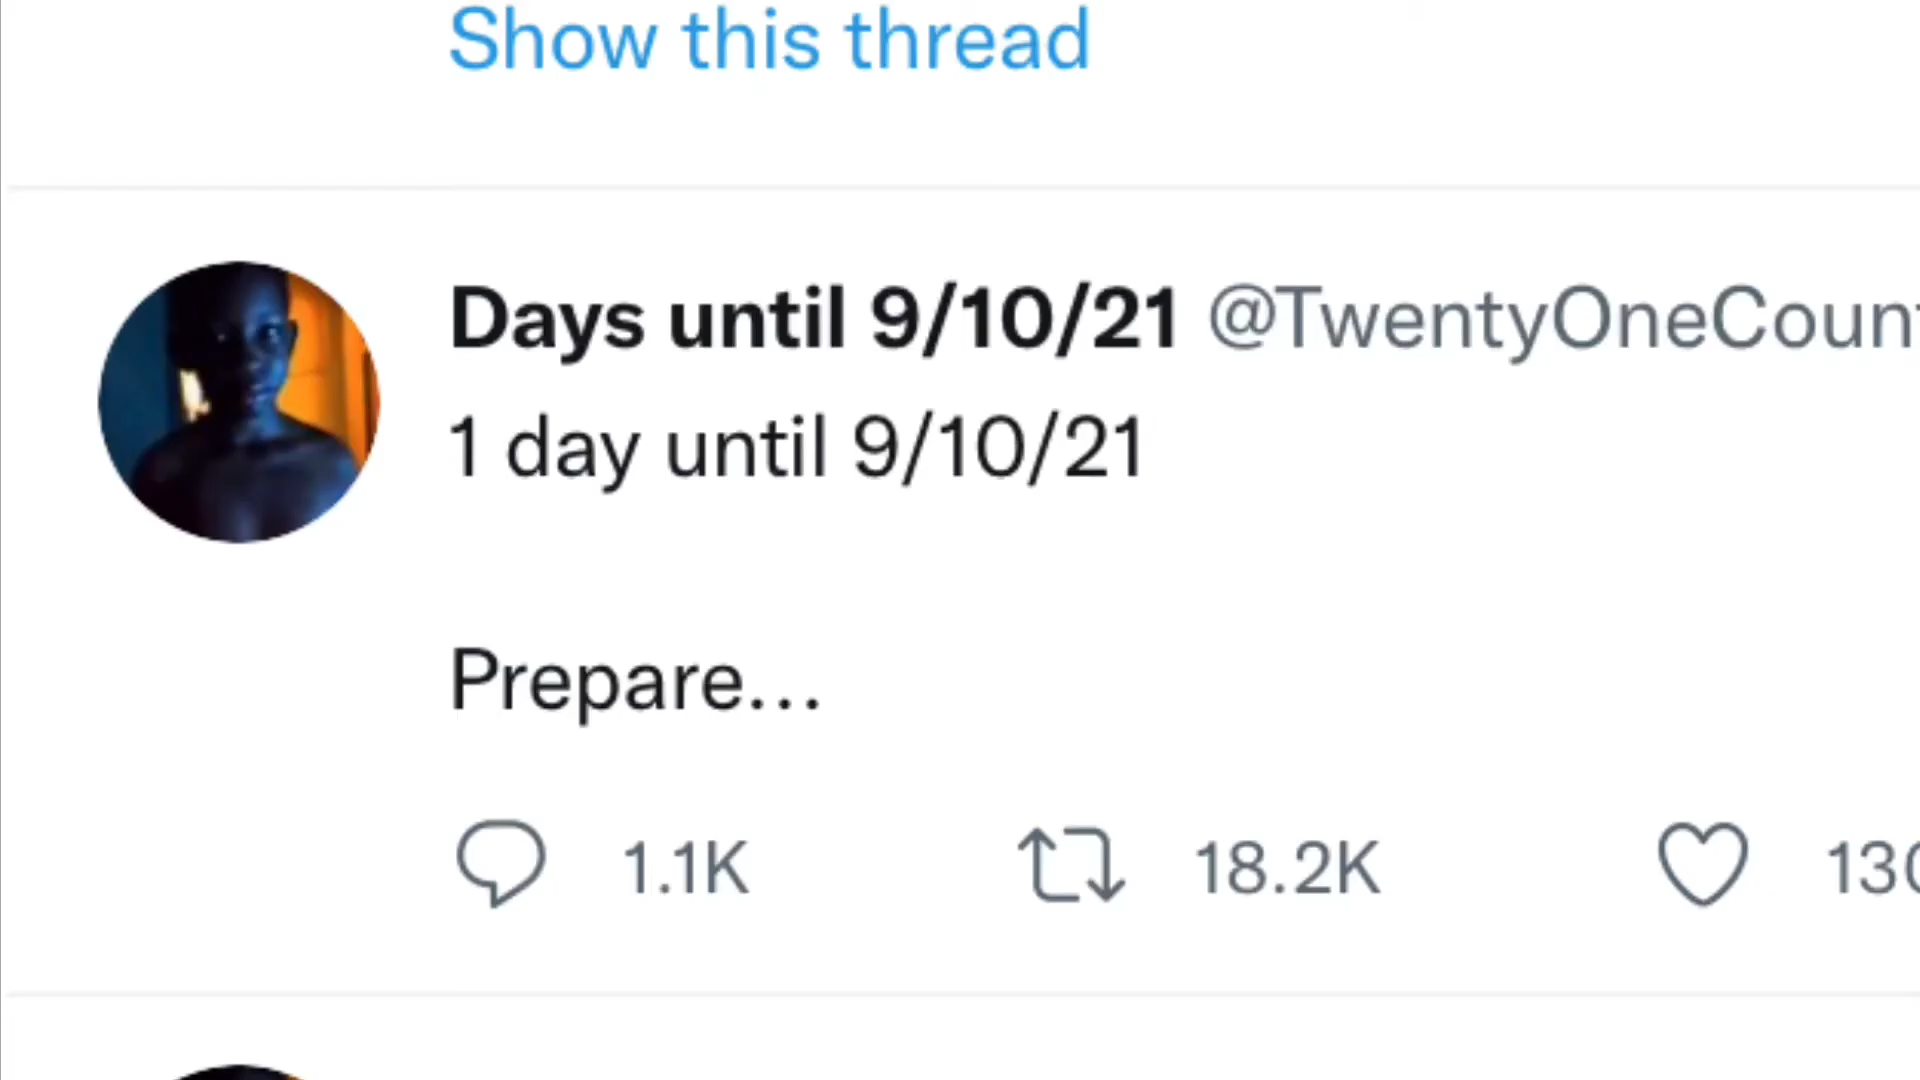 Show this thread
Days until 9/10/21 @TwentyOneCoun
1 day until 9/10/21
Prepare...
1.1K 18.2K 130